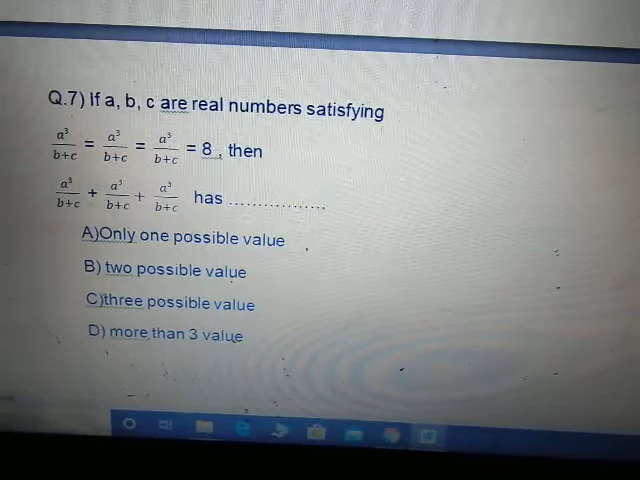 Q.7) If a, b, c are real numbers satisfying
a³/b+c = a³/b+c = a³/b+c = 8 , then
a³/b+c + a³/b+c + a³/b+c has ................
A)Only one possible value
B) two possible value
C)three possible value
D) more than 3 value